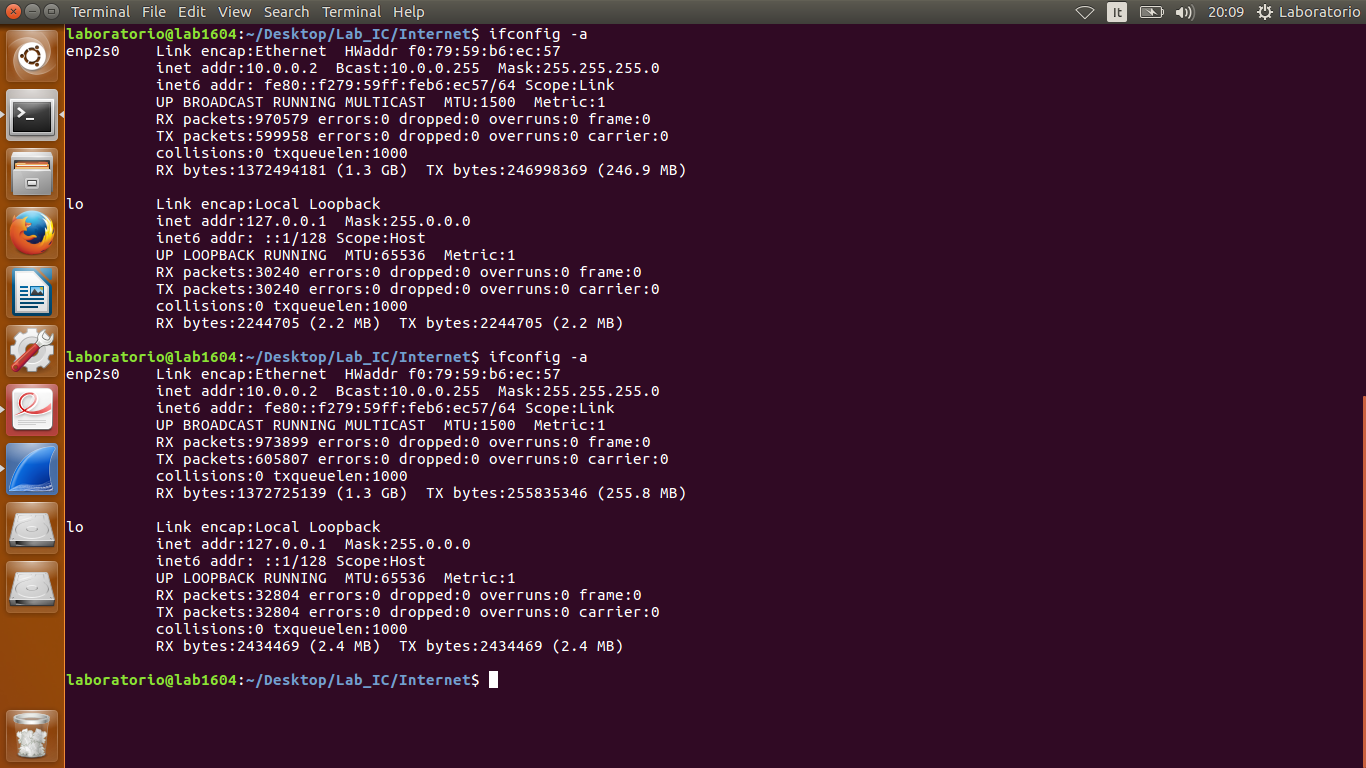 Terminal File Edit View Search Terminal Help It 20:09 Laboratorio
laboratorio@lab1604:~/Desktop/Lab_IC/Internet$ ifconfig -a
enp2s0    Link encap:Ethernet  HWaddr f0:79:59:b6:ec:57
          inet addr:10.0.0.2  Bcast:10.0.0.255  Mask:255.255.255.0
          inet6 addr: fe80::f279:59ff:feb6:ec57/64 Scope:Link
          UP BROADCAST RUNNING MULTICAST  MTU:1500  Metric:1
          RX packets:970579 errors:0 dropped:0 overruns:0 frame:0
          TX packets:599958 errors:0 dropped:0 overruns:0 carrier:0
          collisions:0 txqueuelen:1000
          RX bytes:1372494181 (1.3 GB)  TX bytes:246998369 (246.9 MB)
lo        Link encap:Local Loopback
          inet addr:127.0.0.1  Mask:255.0.0.0
          inet6 addr: ::1/128 Scope:Host
          UP LOOPBACK RUNNING  MTU:65536  Metric:1
          RX packets:30240 errors:0 dropped:0 overruns:0 frame:0
          TX packets:30240 errors:0 dropped:0 overruns:0 carrier:0
          collisions:0 txqueuelen:1000
          RX bytes:2244705 (2.2 MB)  TX bytes:2244705 (2.2 MB)
laboratorio@lab1604:~/Desktop/Lab_IC/Internet$ ifconfig -a
enp2s0    Link encap:Ethernet  HWaddr f0:79:59:b6:ec:57
          inet addr:10.0.0.2  Bcast:10.0.0.255  Mask:255.255.255.0
          inet6 addr: fe80::f279:59ff:feb6:ec57/64 Scope:Link
          UP BROADCAST RUNNING MULTICAST  MTU:1500  Metric:1
          RX packets:973899 errors:0 dropped:0 overruns:0 frame:0
          TX packets:605807 errors:0 dropped:0 overruns:0 carrier:0
          collisions:0 txqueuelen:1000
          RX bytes:1372725139 (1.3 GB)  TX bytes:255835346 (255.8 MB)
lo        Link encap:Local Loopback
          inet addr:127.0.0.1  Mask:255.0.0.0
          inet6 addr: ::1/128 Scope:Host
          UP LOOPBACK RUNNING  MTU:65536  Metric:1
          RX packets:32804 errors:0 dropped:0 overruns:0 frame:0
          TX packets:32804 errors:0 dropped:0 overruns:0 carrier:0
          collisions:0 txqueuelen:1000
          RX bytes:2434469 (2.4 MB)  TX bytes:2434469 (2.4 MB)
laboratorio@lab1604:~/Desktop/Lab_IC/Internet$